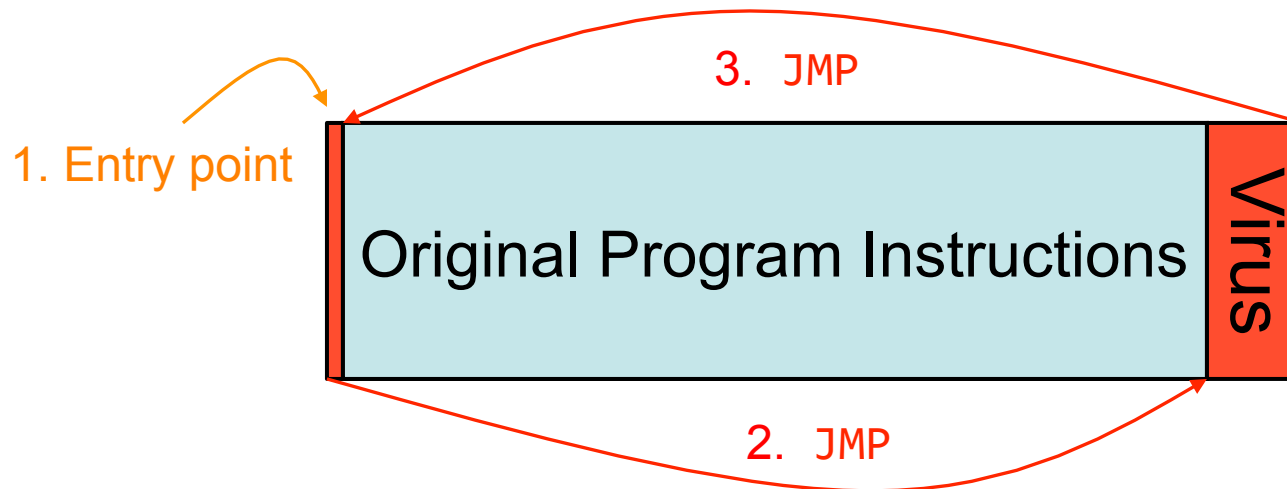 3. JMP
1. Entry point
Original Program Instructions
Virus
2. JMP